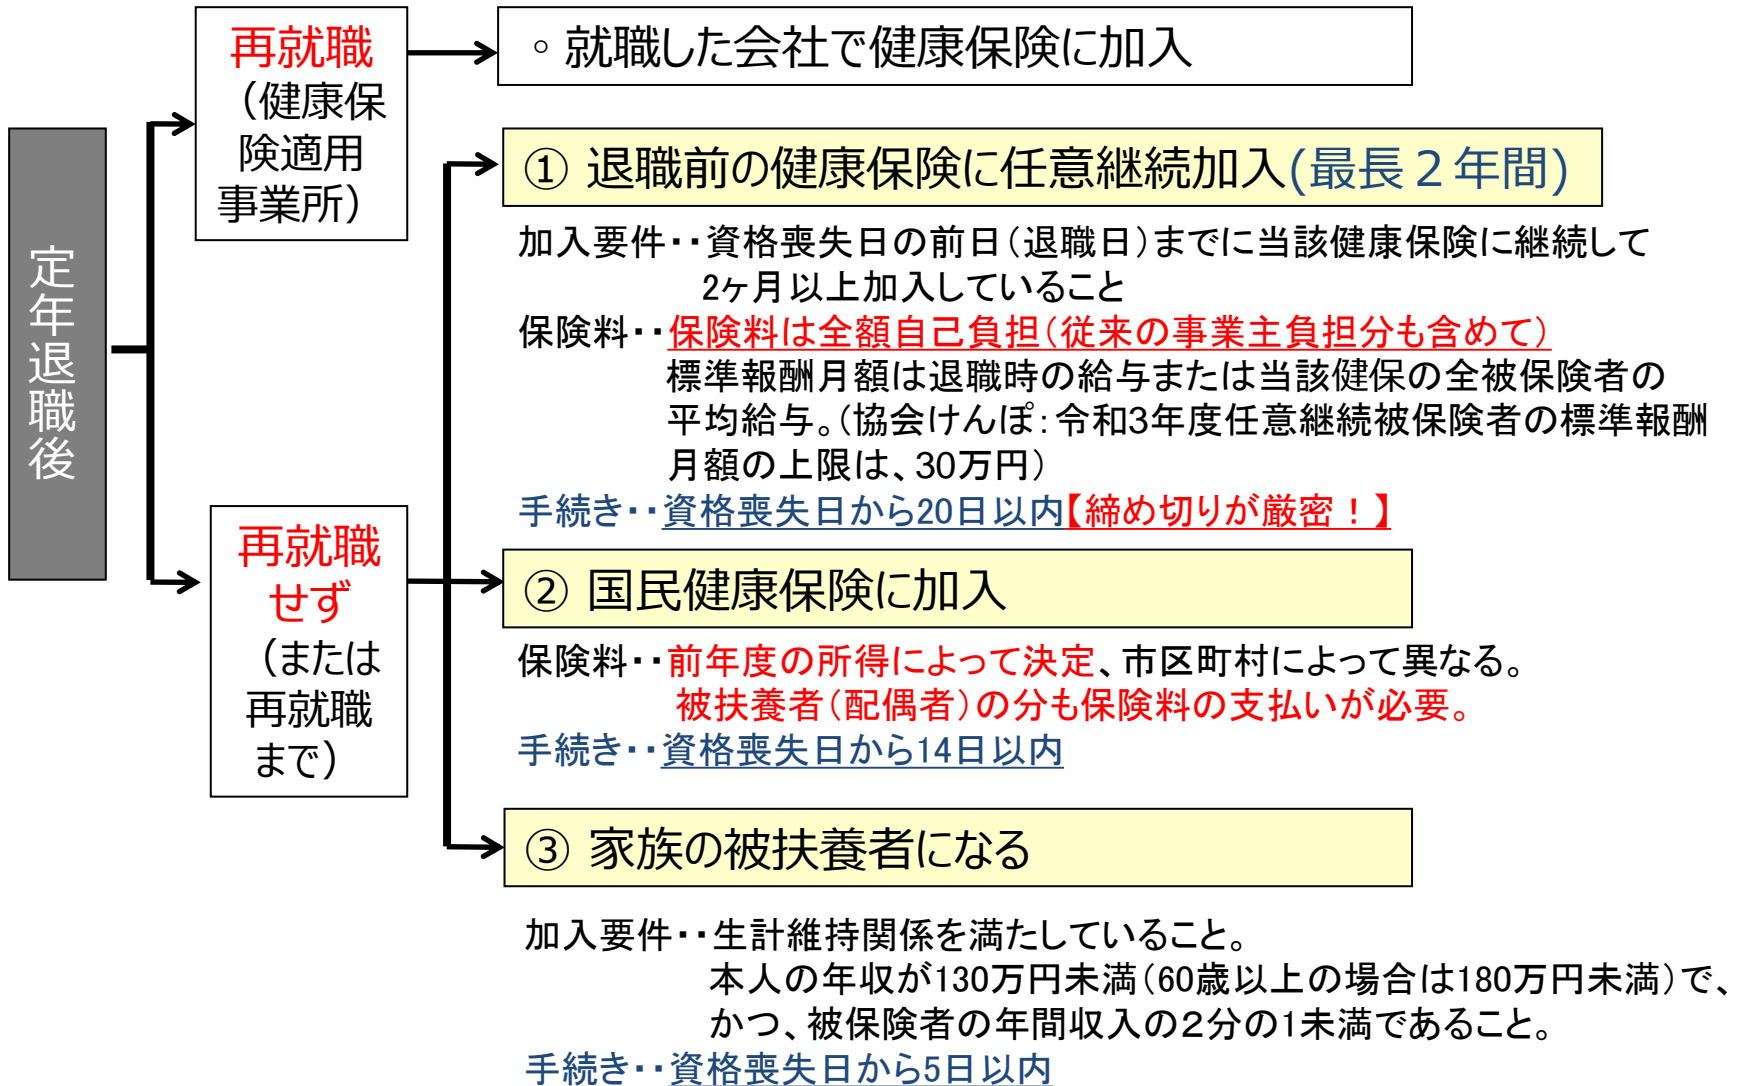 定年退職後
再就職
（健康保
険適用
事業所）
◦ 就職した会社で健康保険に加入
① 退職前の健康保険に任意継続加入(最長２年間)
加入要件・・資格喪失日の前日（退職日）までに当該健康保険に継続して
2ヶ月以上加入していること
保険料・・保険料は全額自己負担（従来の事業主負担分も含めて）
標準報酬月額は退職時の給与または当該健保の全被保険者の
平均給与。（協会けんぽ：令和3年度任意継続被保険者の標準報酬
月額の上限は、30万円）
手続き・・資格喪失日から20日以内【締め切りが厳密！】
再就職
せず
（または
再就職
まで）
② 国民健康保険に加入
保険料・・前年度の所得によって決定、市区町村によって異なる。
被扶養者（配偶者）の分も保険料の支払いが必要。
手続き・・資格喪失日から14日以内
③ 家族の被扶養者になる
加入要件・・生計維持関係を満たしていること。
本人の年収が130万円未満（60歳以上の場合は180万円未満）で、
かつ、被保険者の年間収入の２分の1未満であること。
手続き・・資格喪失日から5日以内